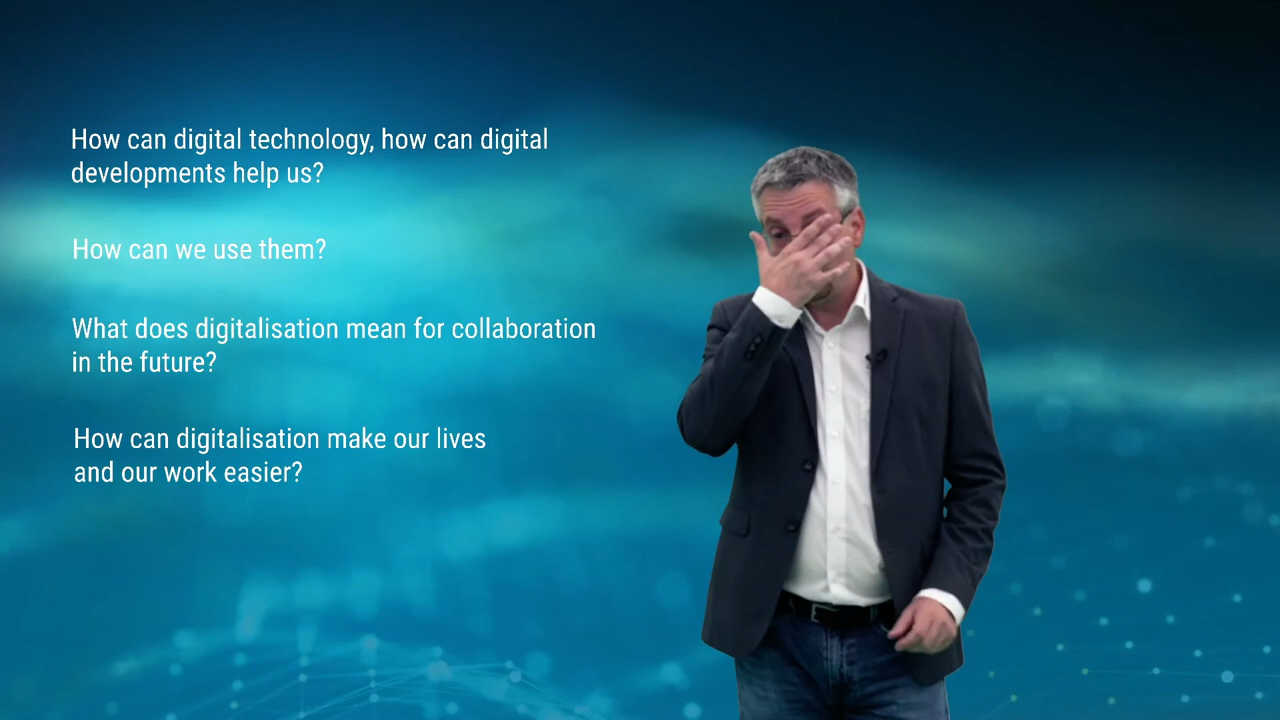 How can digital technology, how can digital
developments help us?
How can we use them?
What does digitalisation mean for collaboration
in the future?
How can digitalisation make our lives
and our work easier?